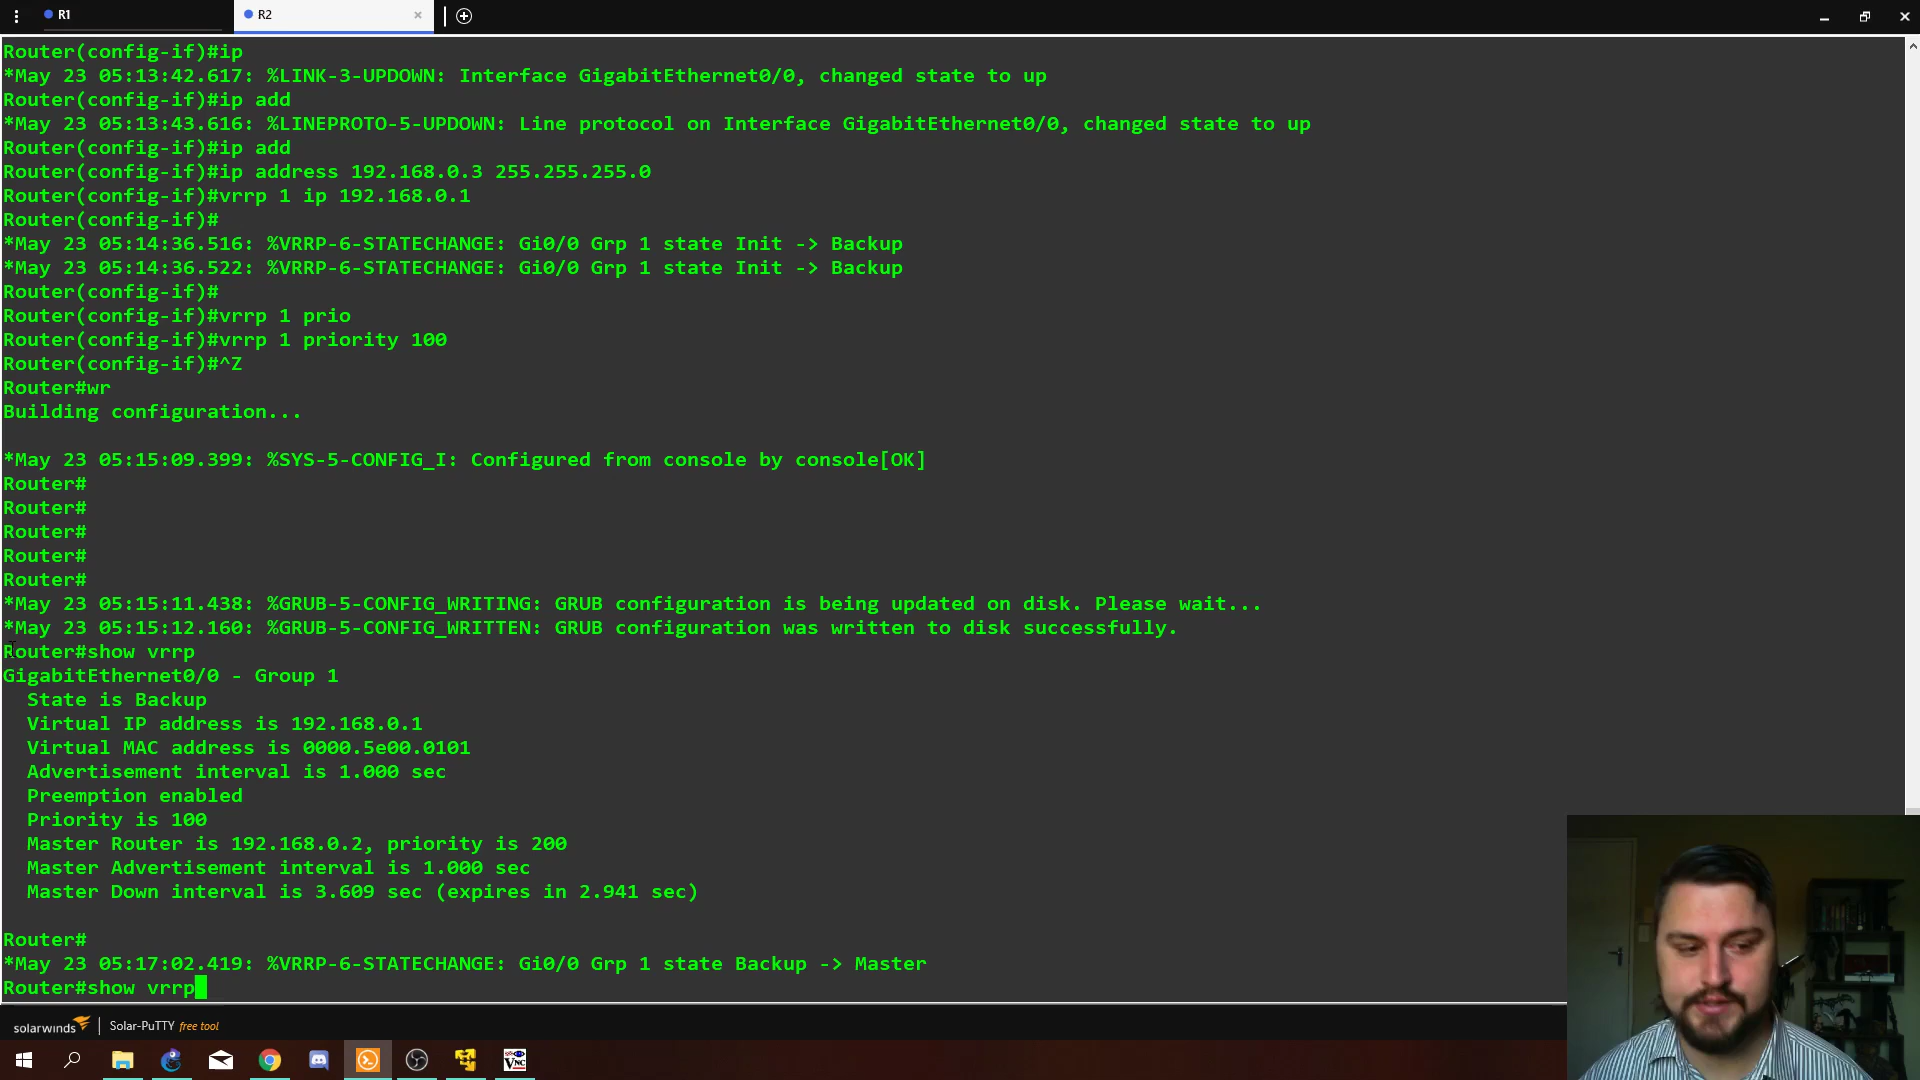 R1
R2
Router(config-if)#ip
*May 23 05:13:42.617: %LINK-3-UPDOWN: Interface GigabitEthernet0/0, changed state to up
Router(config-if)#ip add
*May 23 05:13:43.616: %LINEPROTO-5-UPDOWN: Line protocol on Interface GigabitEthernet0/0, changed state to up
Router(config-if)#ip add
Router(config-if)#ip address 192.168.0.3 255.255.255.0
Router(config-if)#vrrp 1 ip 192.168.0.1
Router(config-if)#
*May 23 05:14:36.516: %VRRP-6-STATECHANGE: Gi0/0 Grp 1 state Init -> Backup
*May 23 05:14:36.522: %VRRP-6-STATECHANGE: Gi0/0 Grp 1 state Init -> Backup
Router(config-if)#
Router(config-if)#vrrp 1 prio
Router(config-if)#vrrp 1 priority 100
Router(config-if)#^Z
Router#wr
Building configuration...
*May 23 05:15:09.399: %SYS-5-CONFIG_I: Configured from console by console[OK]
Router#
Router#
Router#
Router#
Router#
*May 23 05:15:11.438: %GRUB-5-CONFIG_WRITING: GRUB configuration is being updated on disk. Please wait...
*May 23 05:15:12.160: %GRUB-5-CONFIG_WRITTEN: GRUB configuration was written to disk successfully.
Router#show vrrp
GigabitEthernet0/0 - Group 1
State is Backup
Virtual IP address is 192.168.0.1
Virtual MAC address is 0000.5e00.0101
Advertisement interval is 1.000 sec
Preemption enabled
Priority is 100
Master Router is 192.168.0.2, priority is 200
Master Advertisement interval is 1.000 sec
Master Down interval is 3.609 sec (expires in 2.941 sec)
Router#
*May 23 05:17:02.419: %VRRP-6-STATECHANGE: Gi0/0 Grp 1 state Backup -> Master
Router#show vrrp
solarwinds | Solar-PuTTY free tool
VNC